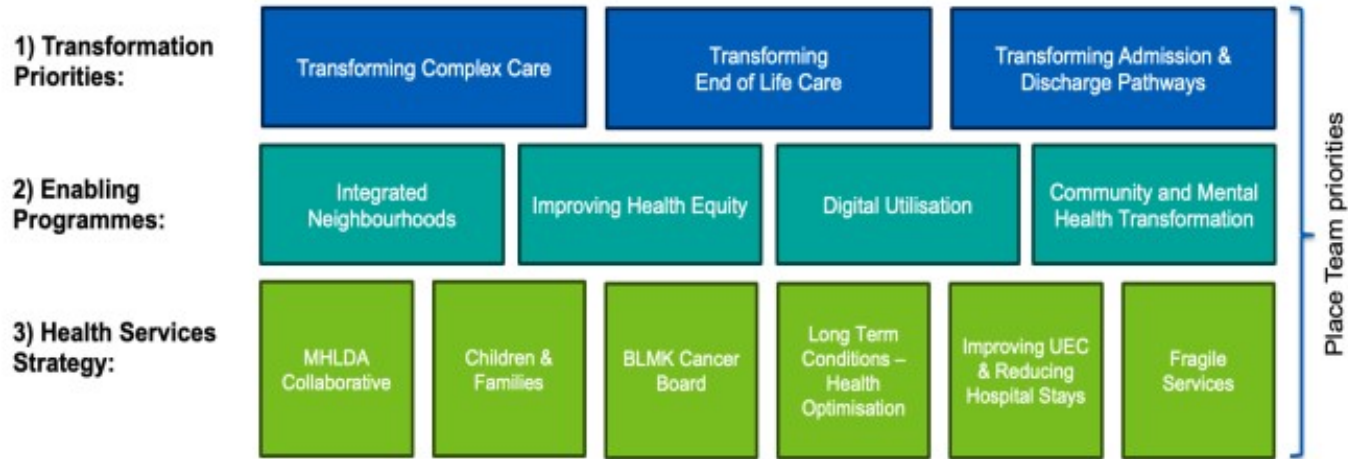 1) Transformation
Priorities:
Transforming Complex Care
Transforming
End of Life Care
Transforming Admission &
Discharge Pathways
2) Enabling
Programmes:
Integrated
Neighbourhoods
Improving Health Equity
Digital Utilisation
Community and Mental
Health Transformation
3) Health Services
Strategy:
MHLDA
Collaborative
Children &
Families
BLMK Cancer
Board
Long Term
Conditions –
Health
Optimisation
Improving UEC
& Reducing
Hospital Stays
Fragile
Services
Place Team priorities